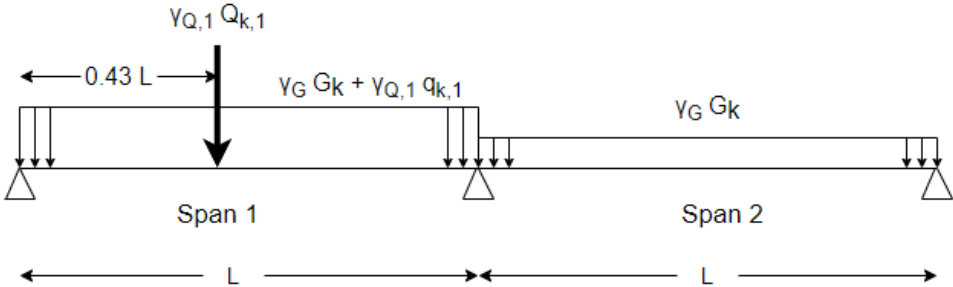 γQ,1 Qk,1
0.43 L
γG Gk + γQ,1 qk,1
γG Gk
Span 1
Span 2
L
L